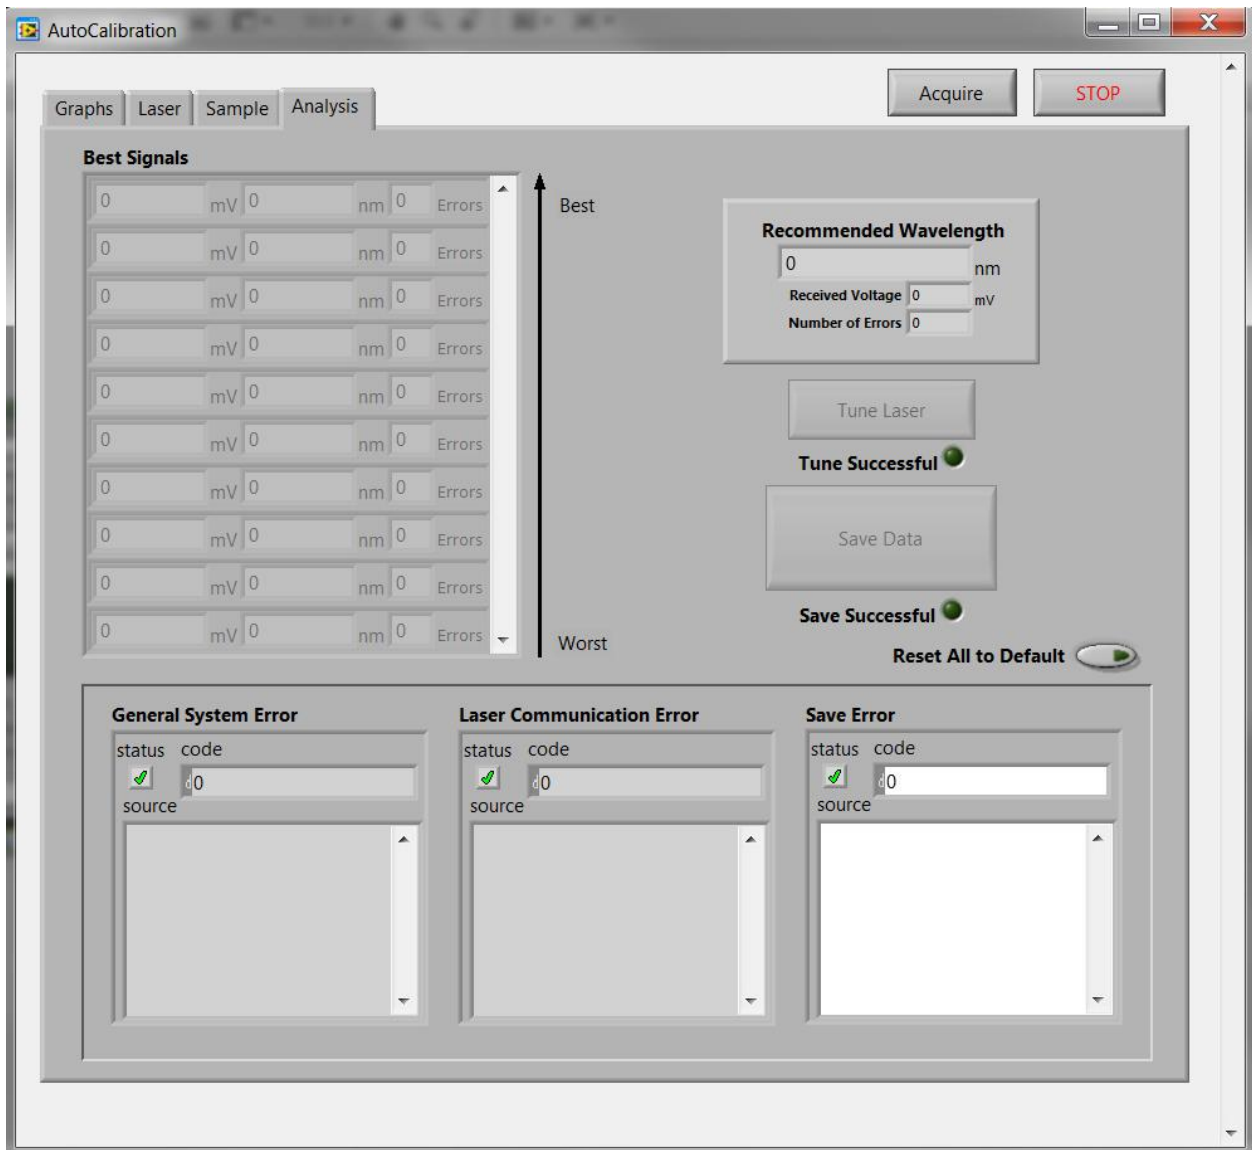 AutoCalibration
Acquire STOP
Graphs Laser Sample Analysis
Best Signals
0 mV 0 nm 0 Errors
0 mV 0 nm 0 Errors
0 mV 0 nm 0 Errors
0 mV 0 nm 0 Errors
0 mV 0 nm 0 Errors
0 mV 0 nm 0 Errors
0 mV 0 nm 0 Errors
0 mV 0 nm 0 Errors
0 mV 0 nm 0 Errors
0 mV 0 nm 0 Errors
Best
Worst
Recommended Wavelength
0 nm
Received Voltage 0 mV
Number of Errors 0
Tune Laser
Tune Successful
Save Data
Save Successful
Reset All to Default
General System Error
status code
d0
source
Laser Communication Error
status code
d0
source
Save Error
status code
d0
source